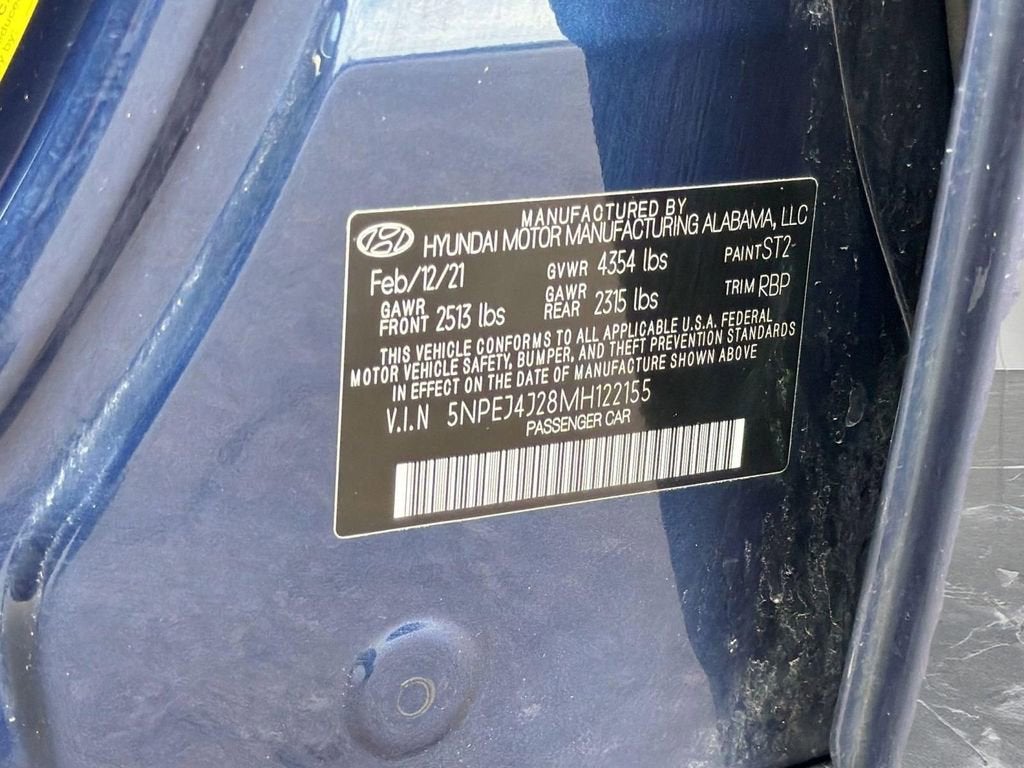 MANUFACTURED BY
HYUNDAI MOTOR MANUFACTURING ALABAMA, LLC
Feb/12/21 GVWR 4354 lbs PAINT ST2-
GAWR FRONT 2513 lbs GAWR REAR 2315 lbs TRIM RBP
THIS VEHICLE CONFORMS TO ALL APPLICABLE U.S.A. FEDERAL
MOTOR VEHICLE SAFETY, BUMPER, AND THEFT PREVENTION STANDARDS
IN EFFECT ON THE DATE OF MANUFACTURE SHOWN ABOVE
V.I.N 5NPEJ4J28MH122155
PASSENGER CAR